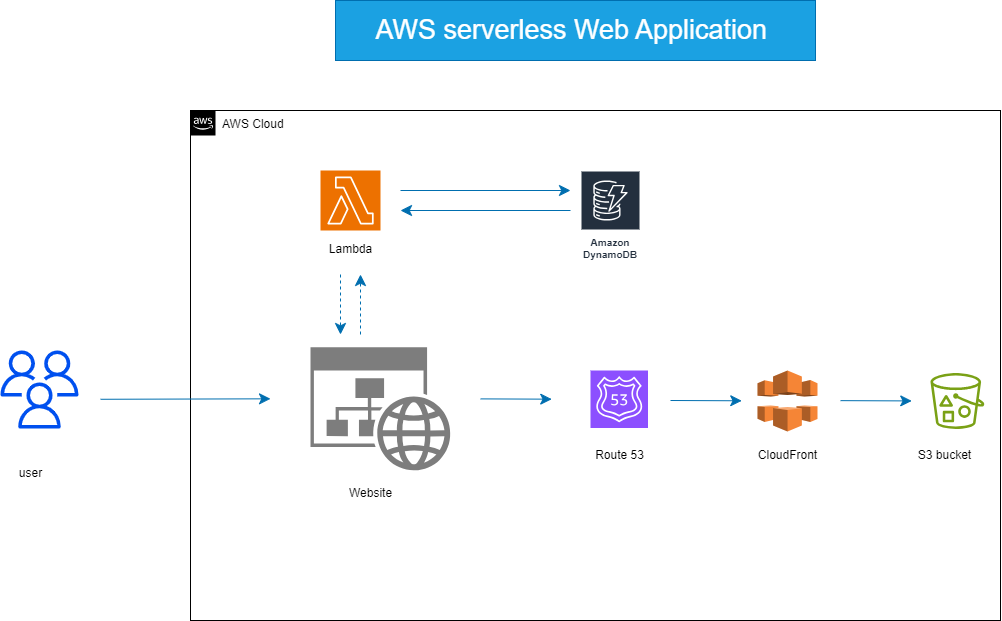 AWS serverless Web Application
aws
AWS Cloud
Lambda
Amazon
DynamoDB
53
user
Website
Route 53
CloudFront
S3 bucket